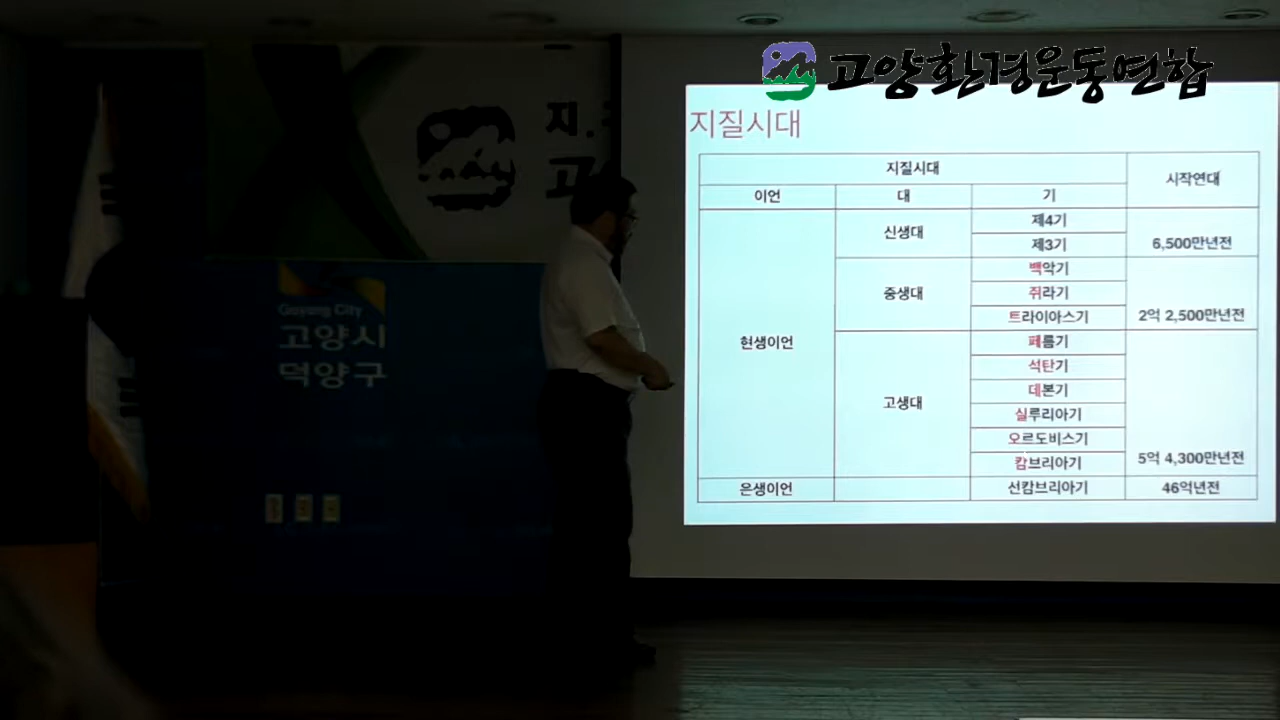 고양환경운동연합
지.
고
Goyang City
고양시
덕양구
지질시대
지질시대 시작연대
이언 대 기
현생이언 신생대 제4기
제3기 6,500만년전
중생대 백악기
쥐라기
트라이아스기 2억 2,500만년전
고생대 페름기
석탄기
데본기
실루리아기
오르도비스기
캄브리아기 5억 4,300만년전
은생이언 선캄브리아기 46억년전